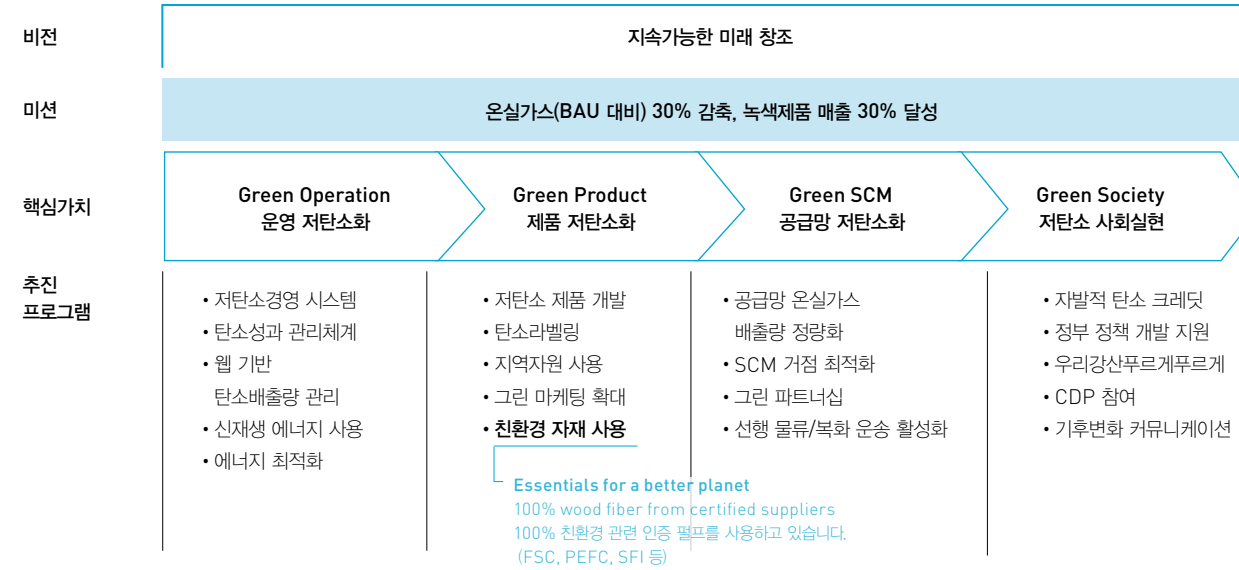 비전
지속가능한 미래 창조
미션
온실가스(BAU 대비) 30% 감축, 녹색제품 매출 30% 달성
핵심가치
Green Operation
운영 저탄소화
Green Product
제품 저탄소화
Green SCM
공급망 저탄소화
Green Society
저탄소 사회실현
추진
프로그램
• 저탄소경영 시스템
• 탄소성과 관리체계
• 웹 기반
탄소배출량 관리
• 신재생 에너지 사용
• 에너지 최적화
• 저탄소 제품 개발
• 탄소라벨링
• 지역자원 사용
• 그린 마케팅 확대
• 친환경 자재 사용
Essentials for a better planet
100% wood fiber from certified suppliers
100% 친환경 관련 인증 펄프를 사용하고 있습니다.
(FSC, PEFC, SFI 등)
• 공급망 온실가스
배출량 정량화
• SCM 거점 최적화
• 그린 파트너십
• 선행 물류/복화 운송 활성화
• 자발적 탄소 크레딧
• 정부 정책 개발 지원
• 우리강산푸르게푸르게
• CDP 참여
• 기후변화 커뮤니케이션